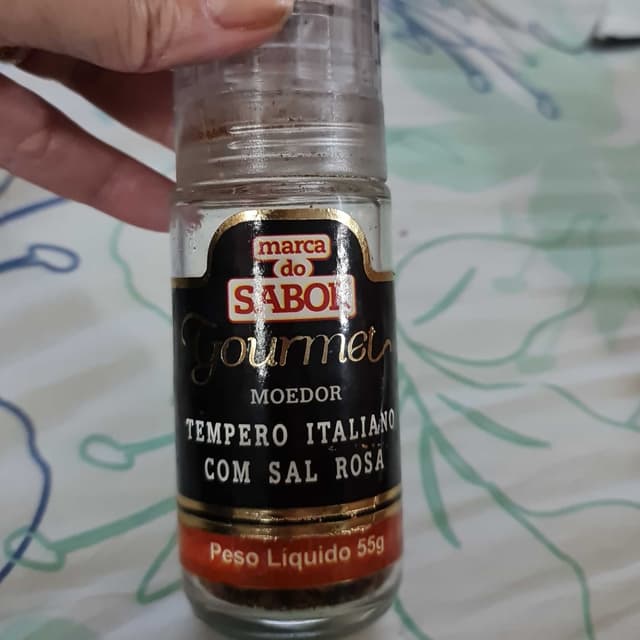 marca
do
SABOR
Gourmet
MOEDOR
TEMPERO ITALIANO
COM SAL ROSA
Peso Líquido 55g